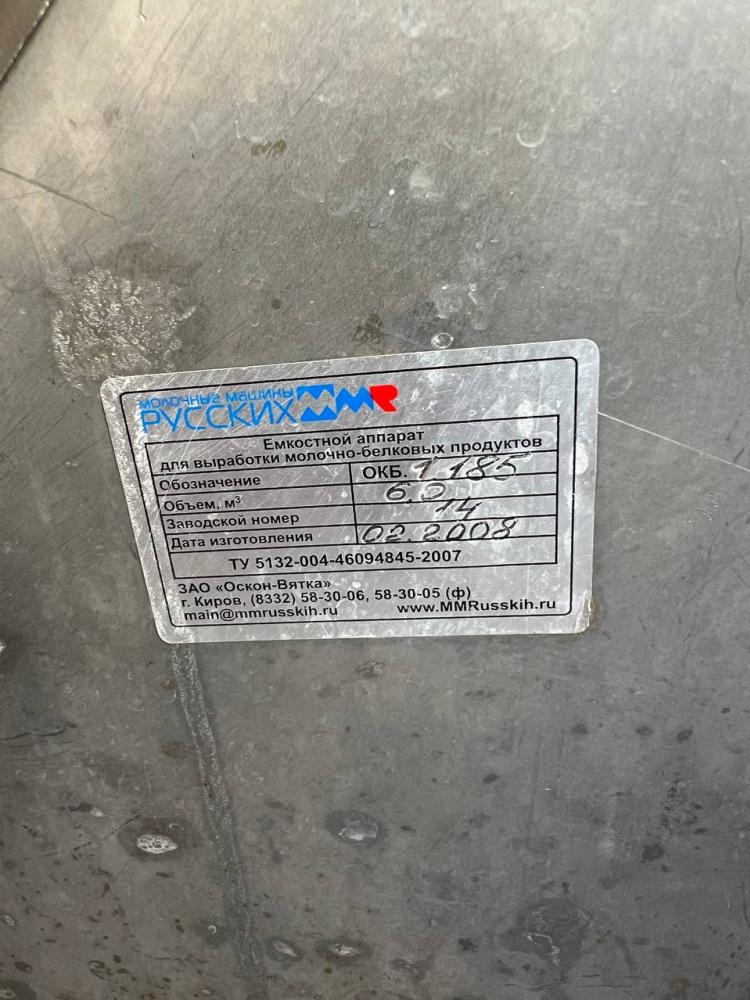 МОЛОЧНЫЕ МАШИНЫ
РУССКИХ MMR
Емкостной аппарат
для выработки молочно-белковых продуктов
Обозначение ОКБ. 1185
Объем, м³ 6,0
Заводской номер 14
Дата изготовления 02.2008
ТУ 5132-004-46094845-2007
ЗАО «Оскон-Вятка»
г. Киров, (8332) 58-30-06, 58-30-05 (ф)
main@mmrusskih.ru www.MMRusskih.ru